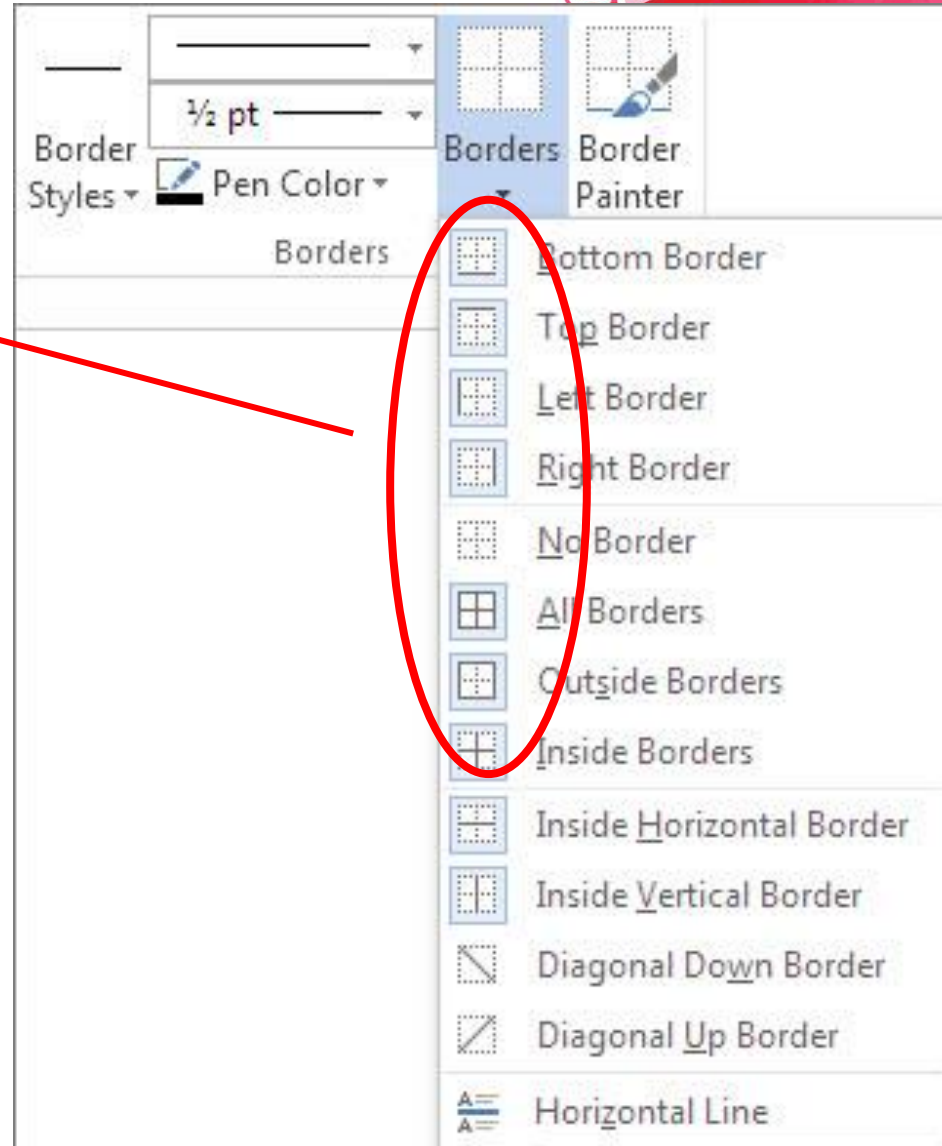 ½ pt
Border
Styles
Pen Color
Borders
Border
Painter
Borders
Bottom Border
Top Border
Left Border
Right Border
No Border
All Borders
Outside Borders
Inside Borders
Inside Horizontal Border
Inside Vertical Border
Diagonal Down Border
Diagonal Up Border
Horizontal Line